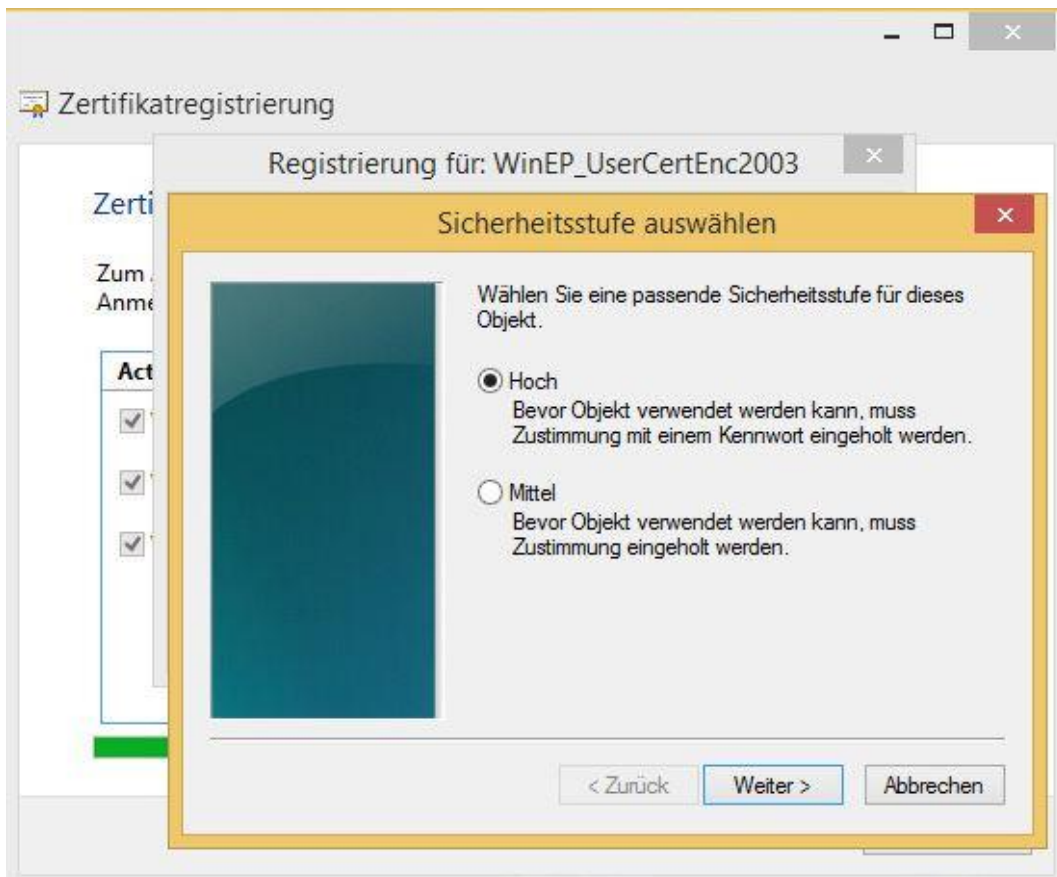 Zertifikatregistrierung
Registrierung für: WinEP_UserCertEnc2003
Sicherheitsstufe auswählen
Wählen Sie eine passende Sicherheitsstufe für dieses
Objekt.
Hoch
Bevor Objekt verwendet werden kann, muss
Zustimmung mit einem Kennwort eingeholt werden.
Mittel
Bevor Objekt verwendet werden kann, muss
Zustimmung eingeholt werden.
< Zurück
Weiter >
Abbrechen
Zerti
Zum
Anme
Act